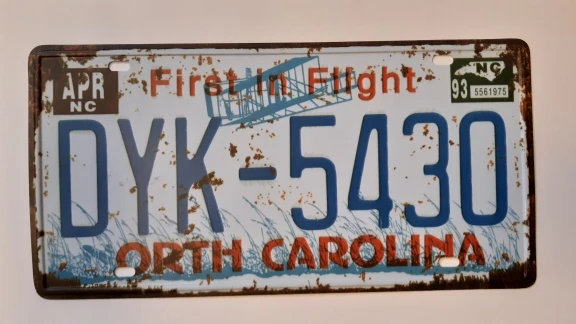 APR
NC
First in Flight
NC
93 5561975
DYK-5430
ORTH CAROLINA